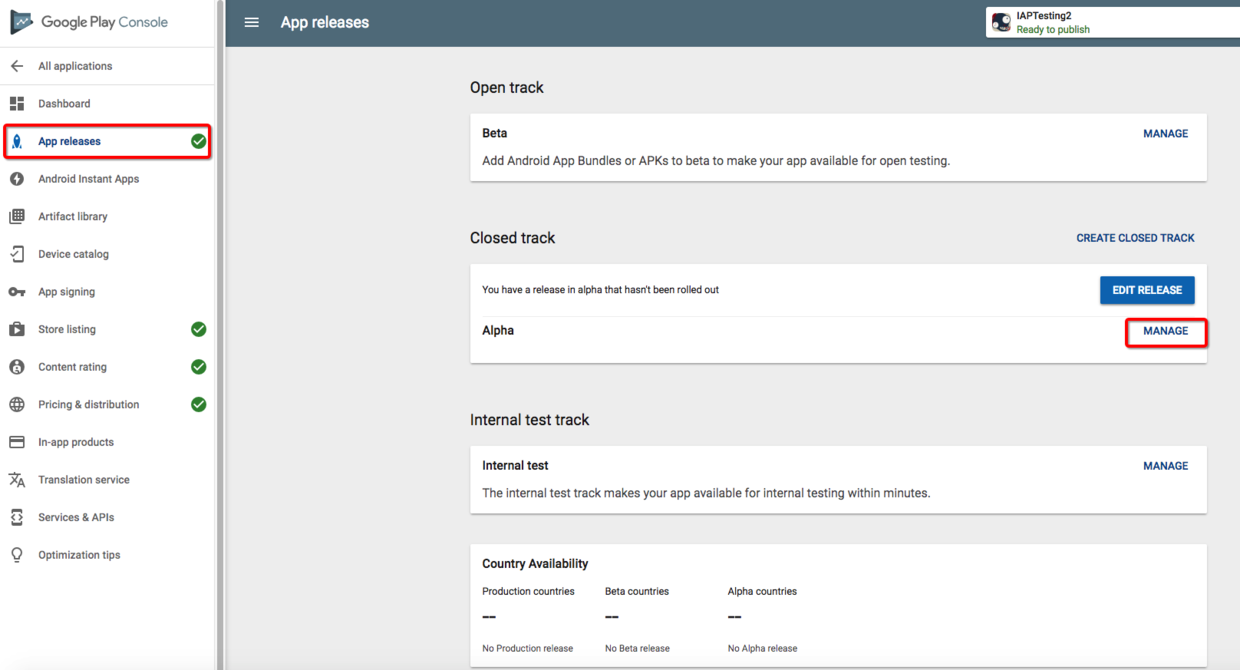 Google Play Console
All applications
Dashboard
App releases
Android Instant Apps
Artifact library
Device catalog
App signing
Store listing
Content rating
Pricing & distribution
In-app products
Translation service
Services & APIs
Optimization tips
App releases
IAPTesting2
Ready to publish
Open track
Beta
MANAGE
Add Android App Bundles or APKs to beta to make your app available for open testing.
Closed track
CREATE CLOSED TRACK
You have a release in alpha that hasn't been rolled out
EDIT RELEASE
Alpha
MANAGE
Internal test track
Internal test
MANAGE
The internal test track makes your app available for internal testing within minutes.
Country Availability
Production countries Beta countries Alpha countries
-- -- --
No Production release No Beta release No Alpha release